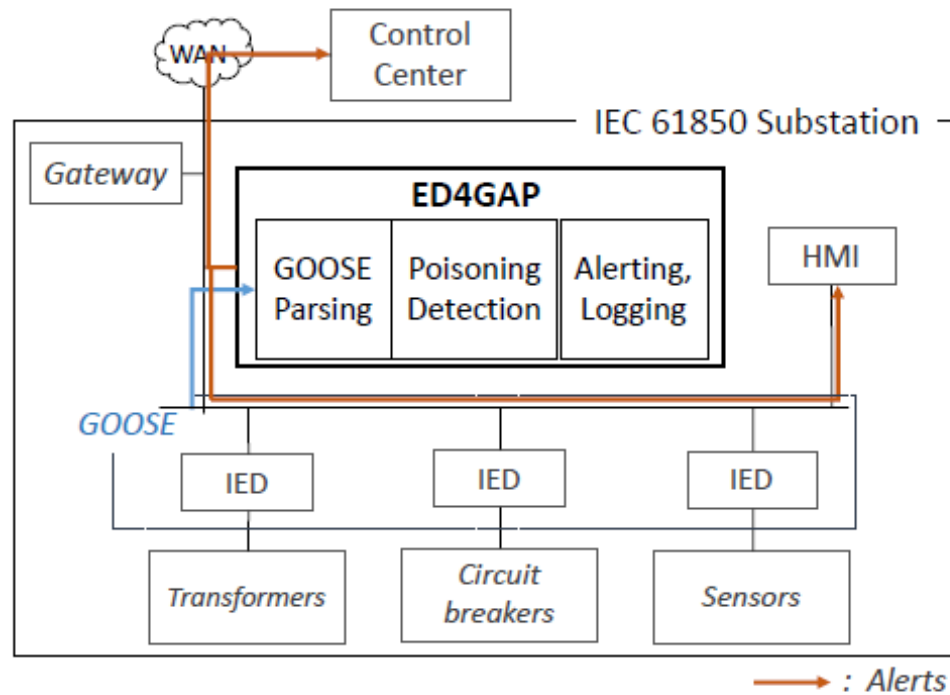 WAN
Control
Center
IEC 61850 Substation
Gateway
ED4GAP
GOOSE
Parsing
Poisoning
Detection
Alerting,
Logging
HMI
GOOSE
IED
IED
IED
Transformers
Circuit
breakers
Sensors
: Alerts